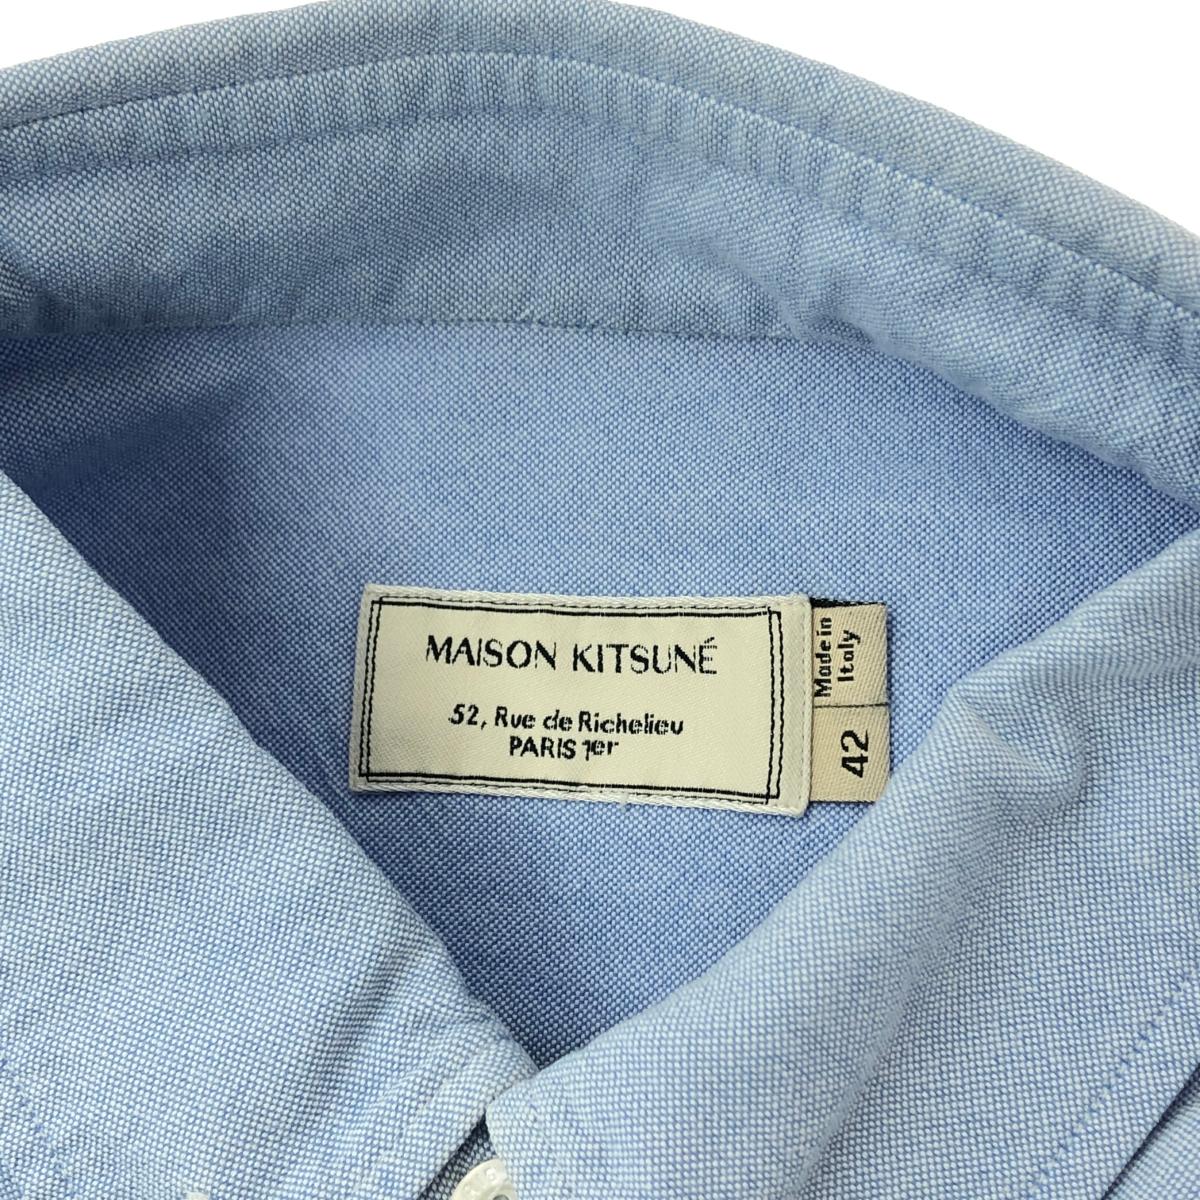 MAISON KITSUNÉ
52, Rue de Richelieu
PARIS 1er
Made in
Italy
42